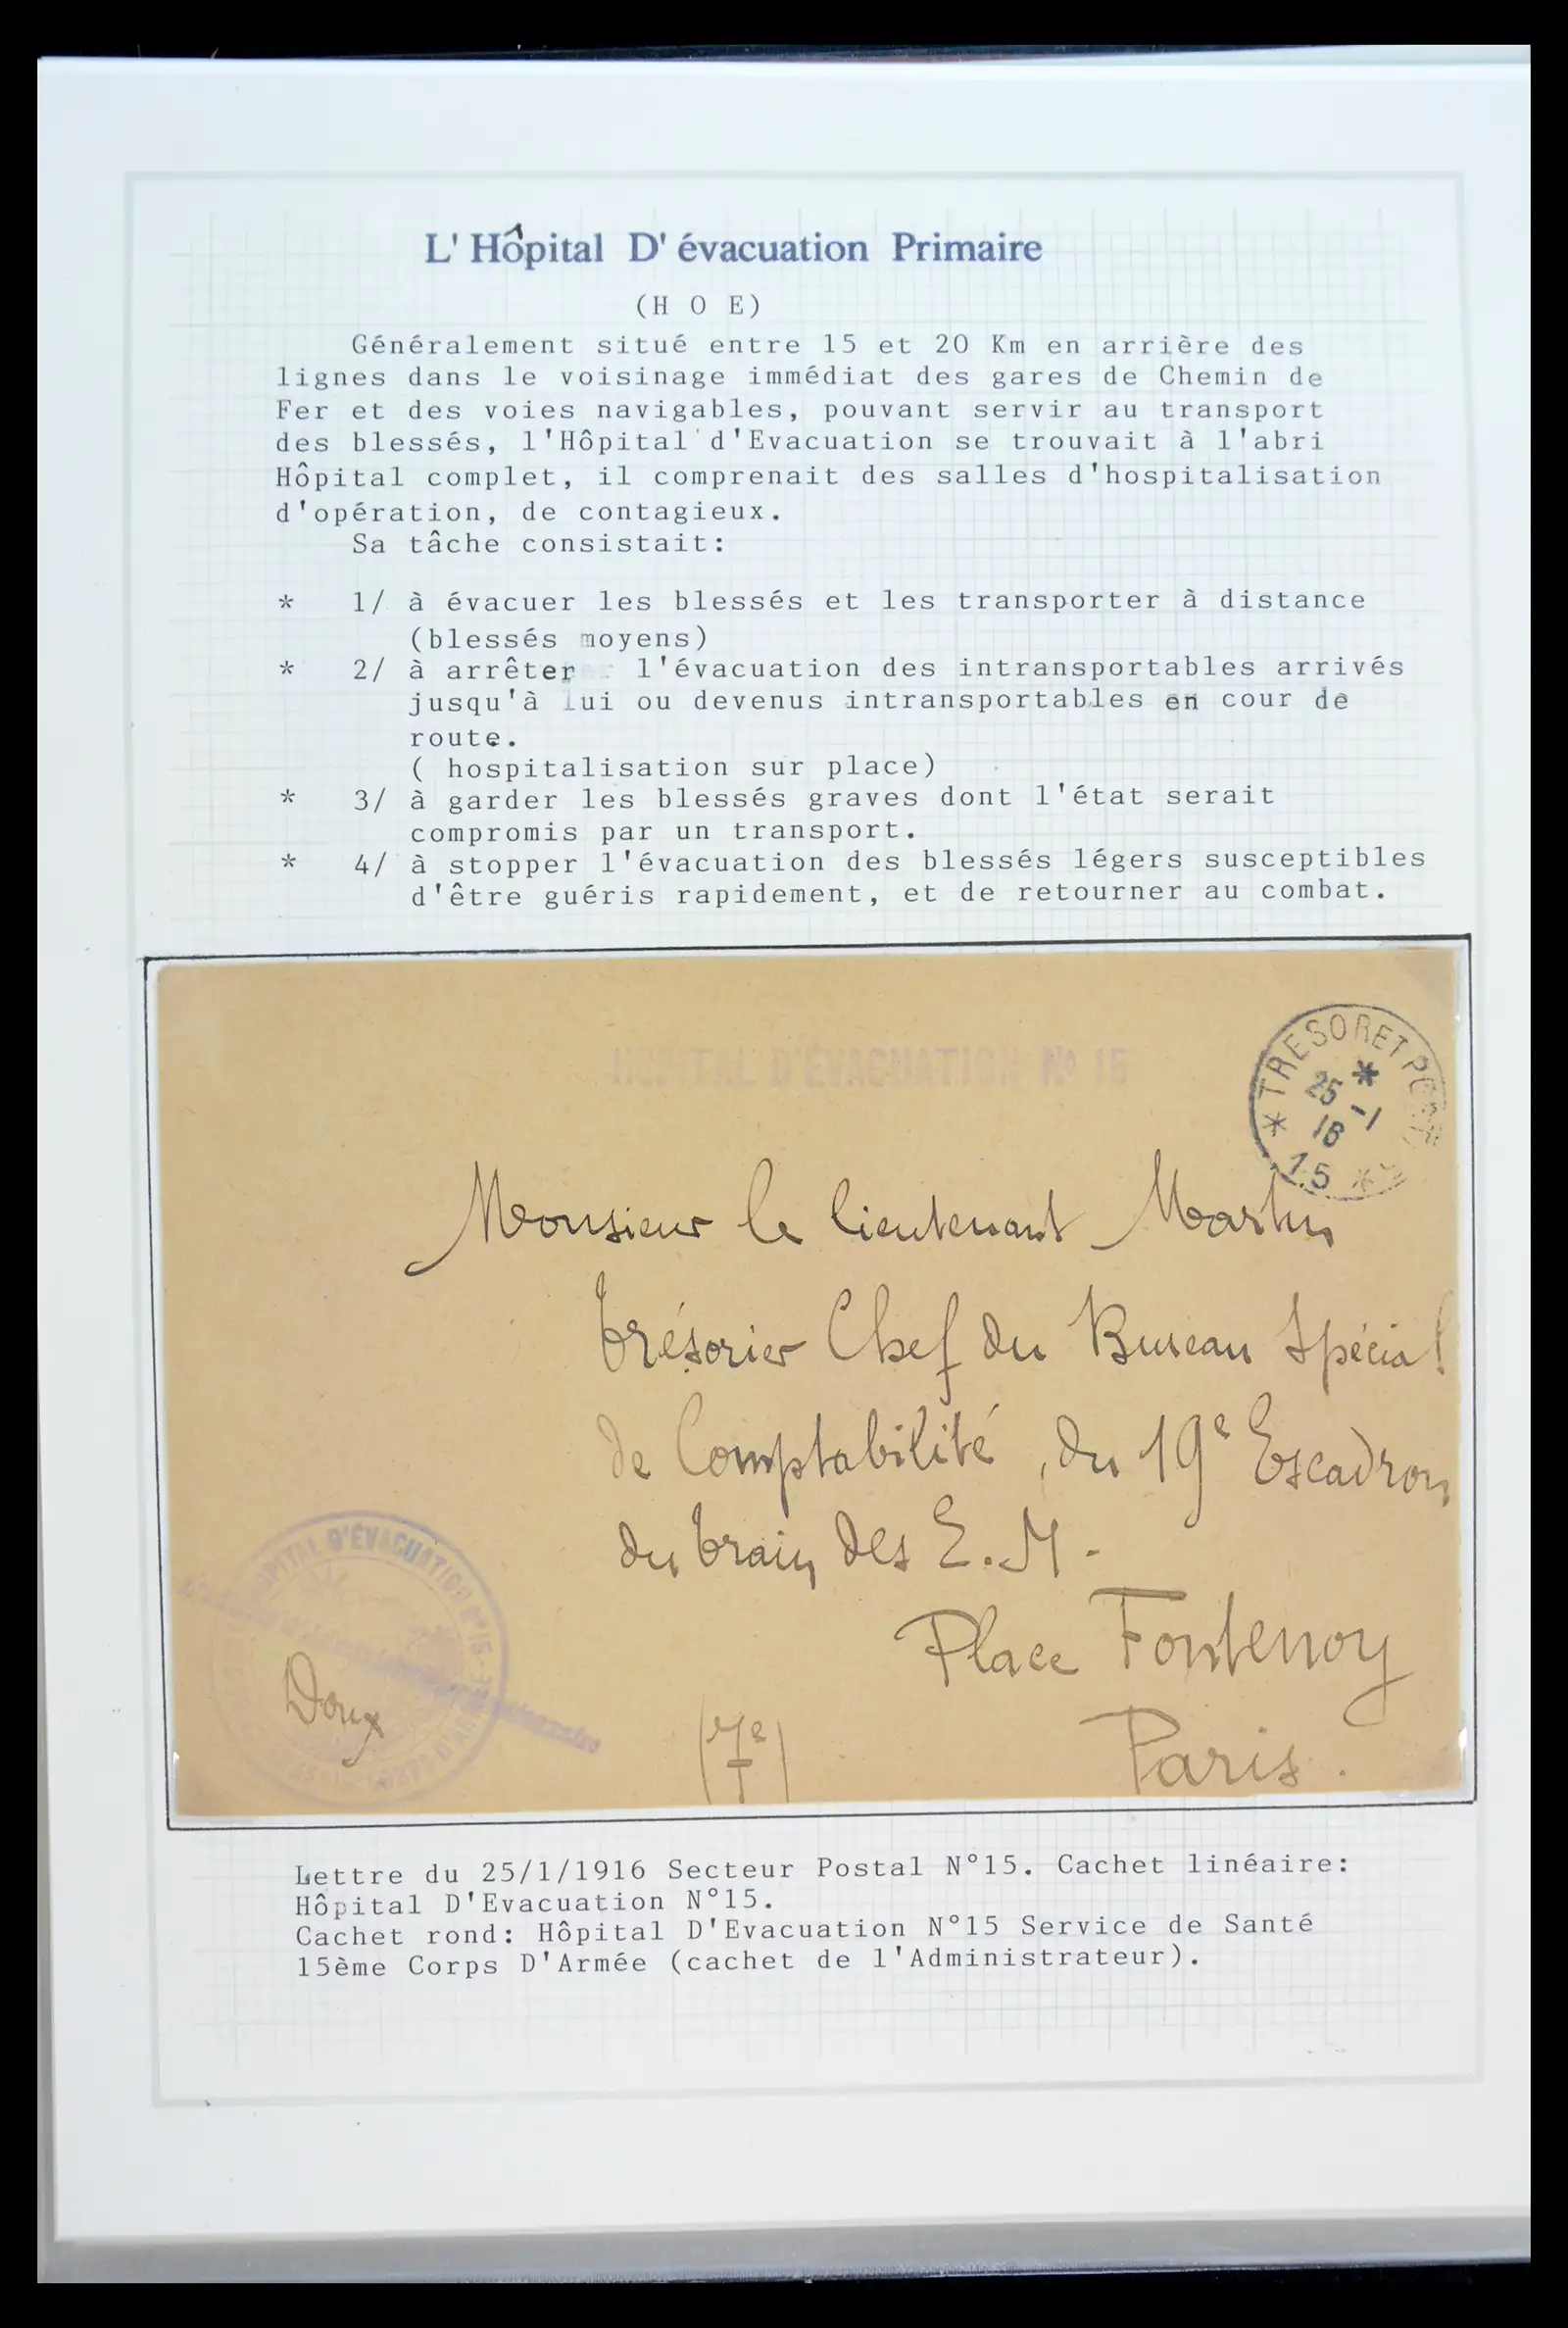 L'Hôpital D'évacuation Primaire
(H O E)
Généralement situé entre 15 et 20 Km en arrière des
lignes dans le voisinage immédiat des gares de Chemin de
Fer et des voies navigables, pouvant servir au transport
des blessés, l'Hôpital d'Evacuation se trouvait à l'abri
Hôpital complet, il comprenait des salles d'hospitalisation
d'opération, de contagieux.
Sa tâche consistait:
* 1/ à évacuer les blessés et les transporter à distance
(blessés moyens)
* 2/ à arrêter l'évacuation des intransportables arrivés
jusqu'à lui ou devenus intransportables en cour de
route.
( hospitalisation sur place)
* 3/ à garder les blessés graves dont l'état serait
compromis par un transport.
* 4/ à stopper l'évacuation des blessés légers susceptibles
d'être guéris rapidement, et de retourner au combat.
HOPITAL D'ÉVACUATION No 15
* TRESOR ET POSTES *
25 -1
16
15
Monsieur le lieutenant Martin
trésorier Chef du Bureau Spécial
de Comptabilité, du 19e Escadron
du train des E.M.
Place Fontenoy
Paris.
(7e)
HOPITAL D'ÉVACUATION N°15
CORPS D'ARMÉE
Doux
Lettre du 25/1/1916 Secteur Postal N°15. Cachet linéaire:
Hôpital D'Evacuation N°15.
Cachet rond: Hôpital D'Evacuation N°15 Service de Santé
15ème Corps D'Armée (cachet de l'Administrateur).